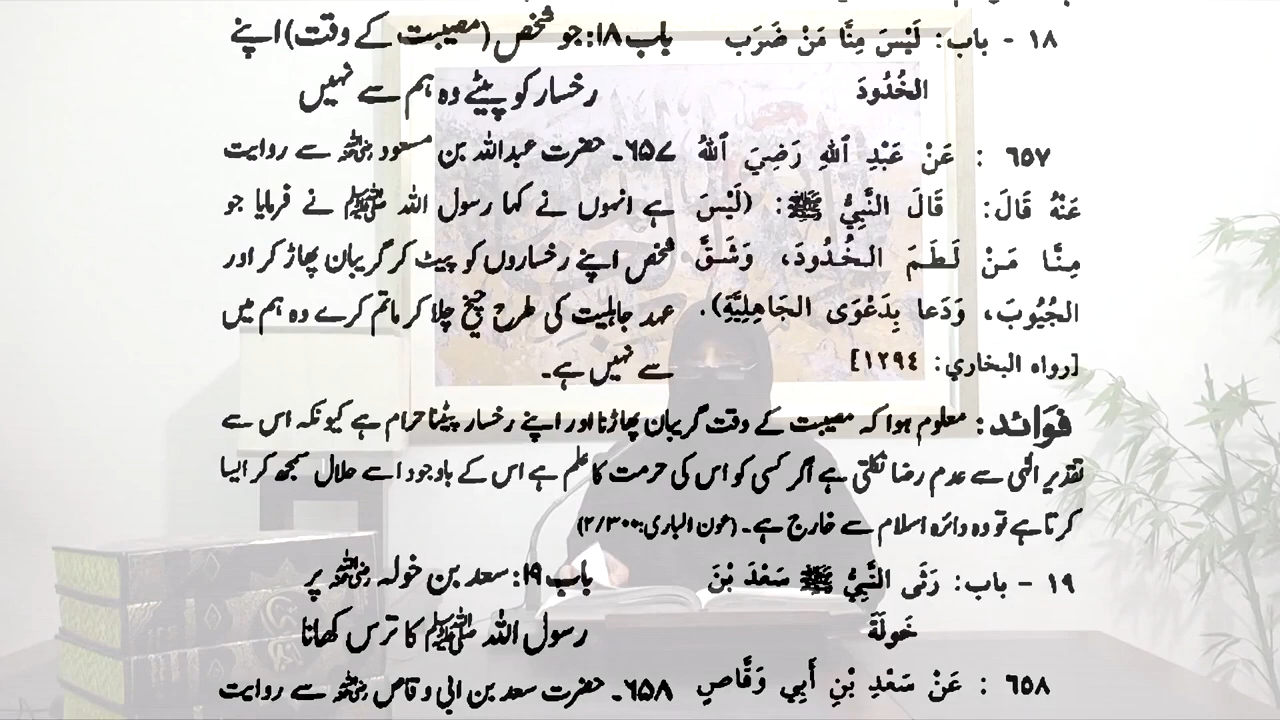 ١٨ - باب: لَيْسَ مِنَّا مَنْ ضَرَب
الخُدُودَ
٦٥٧ : عَنْ عَبْدِ ٱللهِ رَضِيَ ٱللهُ
عَنْهُ قَالَ: قَالَ النَّبِيُّ ﷺ: (لَيْسَ
مِنَّا مَنْ لَطَمَ الخُدُودَ، وَشَقَّ
الجُيُوبَ، وَدَعا بِدَعْوَى الجَاهِلِيَّةِ).
[رواه البخاري: ١٢٩٤]
باب ۱۸: جو شخص (مصیبت کے وقت) اپنے
رخسار کو پیٹے وہ ہم سے نہیں
۶۵۷۔ حضرت عبداللہ بن مسعود رضی اللہ عنہ سے روایت
ہے انہوں نے کہا رسول اللہ ﷺ نے فرمایا جو
شخص اپنے رخساروں کو پیٹ کر گریبان پھاڑ کر اور
عہد جاہلیت کی طرح چیخ چلا کر ماتم کرے وہ ہم میں
سے نہیں ہے۔
فَوَائد: معلوم ہوا کہ مصیبت کے وقت گریبان پھاڑنا اور اپنے رخسار پیٹنا حرام ہے کیونکہ اس سے
تقدیر الٰہی سے عدم رضا نکلتی ہے اگر کسی کو اس کی حرمت کا علم ہے اس کے باوجود اسے حلال سمجھ کر ایسا
کرتا ہے تو وہ دائرہ اسلام سے خارج ہے۔ (عون الباری:۲/۳۰۰)
١٩ - باب: رَثَى النَّبِيُّ ﷺ سَعْدَ بْنَ
خَولَةَ
باب ۱۹: سعد بن خولہ رضی اللہ عنہ پر
رسول اللہ ﷺ کا ترس کھانا
٦٥٨ : عَنْ سَعْدِ بْنِ أَبِي وَقَّاصٍ
۶۵۸۔ حضرت سعد بن ابی وقاص رضی اللہ عنہ سے روایت